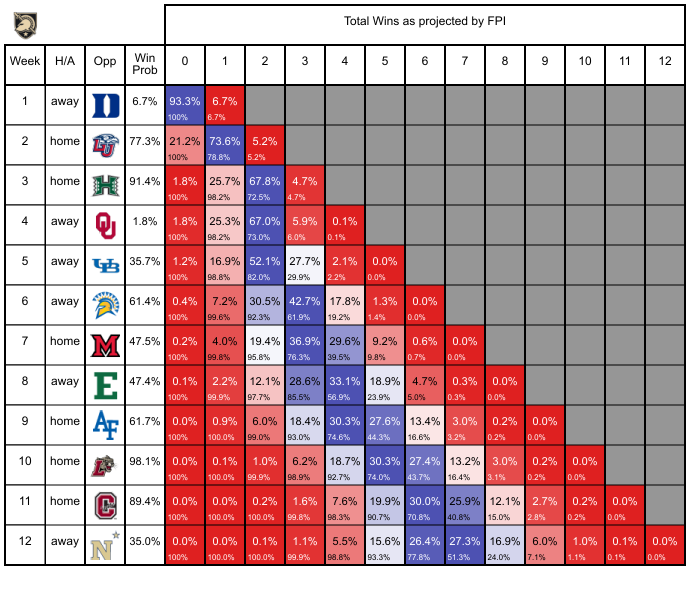 Total Wins as projected by FPI
Week H/A Opp Win Prob 0 1 2 3 4 5 6 7 8 9 10 11 12
1 away D 6.7% 93.3% 6.7%
100% 6.7%
2 home LU 77.3% 21.2% 73.6% 5.2%
100% 78.8% 5.2%
3 home H 91.4% 1.8% 25.7% 67.8% 4.7%
100% 98.2% 72.5% 4.7%
4 away OU 1.8% 1.8% 25.3% 67.0% 5.9% 0.1%
100% 98.2% 73.0% 6.0% 0.1%
5 away UB 35.7% 1.2% 16.9% 52.1% 27.7% 2.1% 0.0%
100% 98.8% 82.0% 29.9% 2.2% 0.0%
6 away 61.4% 0.4% 7.2% 30.5% 42.7% 17.8% 1.3% 0.0%
100% 99.6% 92.3% 61.9% 19.2% 1.4% 0.0%
7 home M 47.5% 0.2% 4.0% 19.4% 36.9% 29.6% 9.2% 0.6% 0.0%
100% 99.8% 95.8% 76.3% 39.5% 9.8% 0.7% 0.0%
8 away E 47.4% 0.1% 2.2% 12.1% 28.6% 33.1% 18.9% 4.7% 0.3% 0.0%
100% 99.9% 97.7% 85.5% 56.9% 23.9% 5.0% 0.3% 0.0%
9 home AF 61.7% 0.0% 0.9% 6.0% 18.4% 30.3% 27.6% 13.4% 3.0% 0.2% 0.0%
100% 100.0% 99.0% 93.0% 74.6% 44.3% 16.6% 3.2% 0.2% 0.0%
10 home 98.1% 0.0% 0.1% 1.0% 6.2% 18.7% 30.3% 27.4% 13.2% 3.0% 0.2% 0.0%
100% 100.0% 99.9% 98.9% 92.7% 74.0% 43.7% 16.4% 3.1% 0.2% 0.0%
11 home C 89.4% 0.0% 0.0% 0.2% 1.6% 7.6% 19.9% 30.0% 25.9% 12.1% 2.7% 0.2% 0.0%
100% 100.0% 100.0% 99.8% 98.3% 90.7% 70.8% 40.8% 15.0% 2.8% 0.2% 0.0%
12 away N 35.0% 0.0% 0.0% 0.1% 1.1% 5.5% 15.6% 26.4% 27.3% 16.9% 6.0% 1.0% 0.1% 0.0%
100% 100.0% 100.0% 99.9% 98.8% 93.3% 77.8% 51.3% 24.0% 7.1% 1.1% 0.1% 0.0%